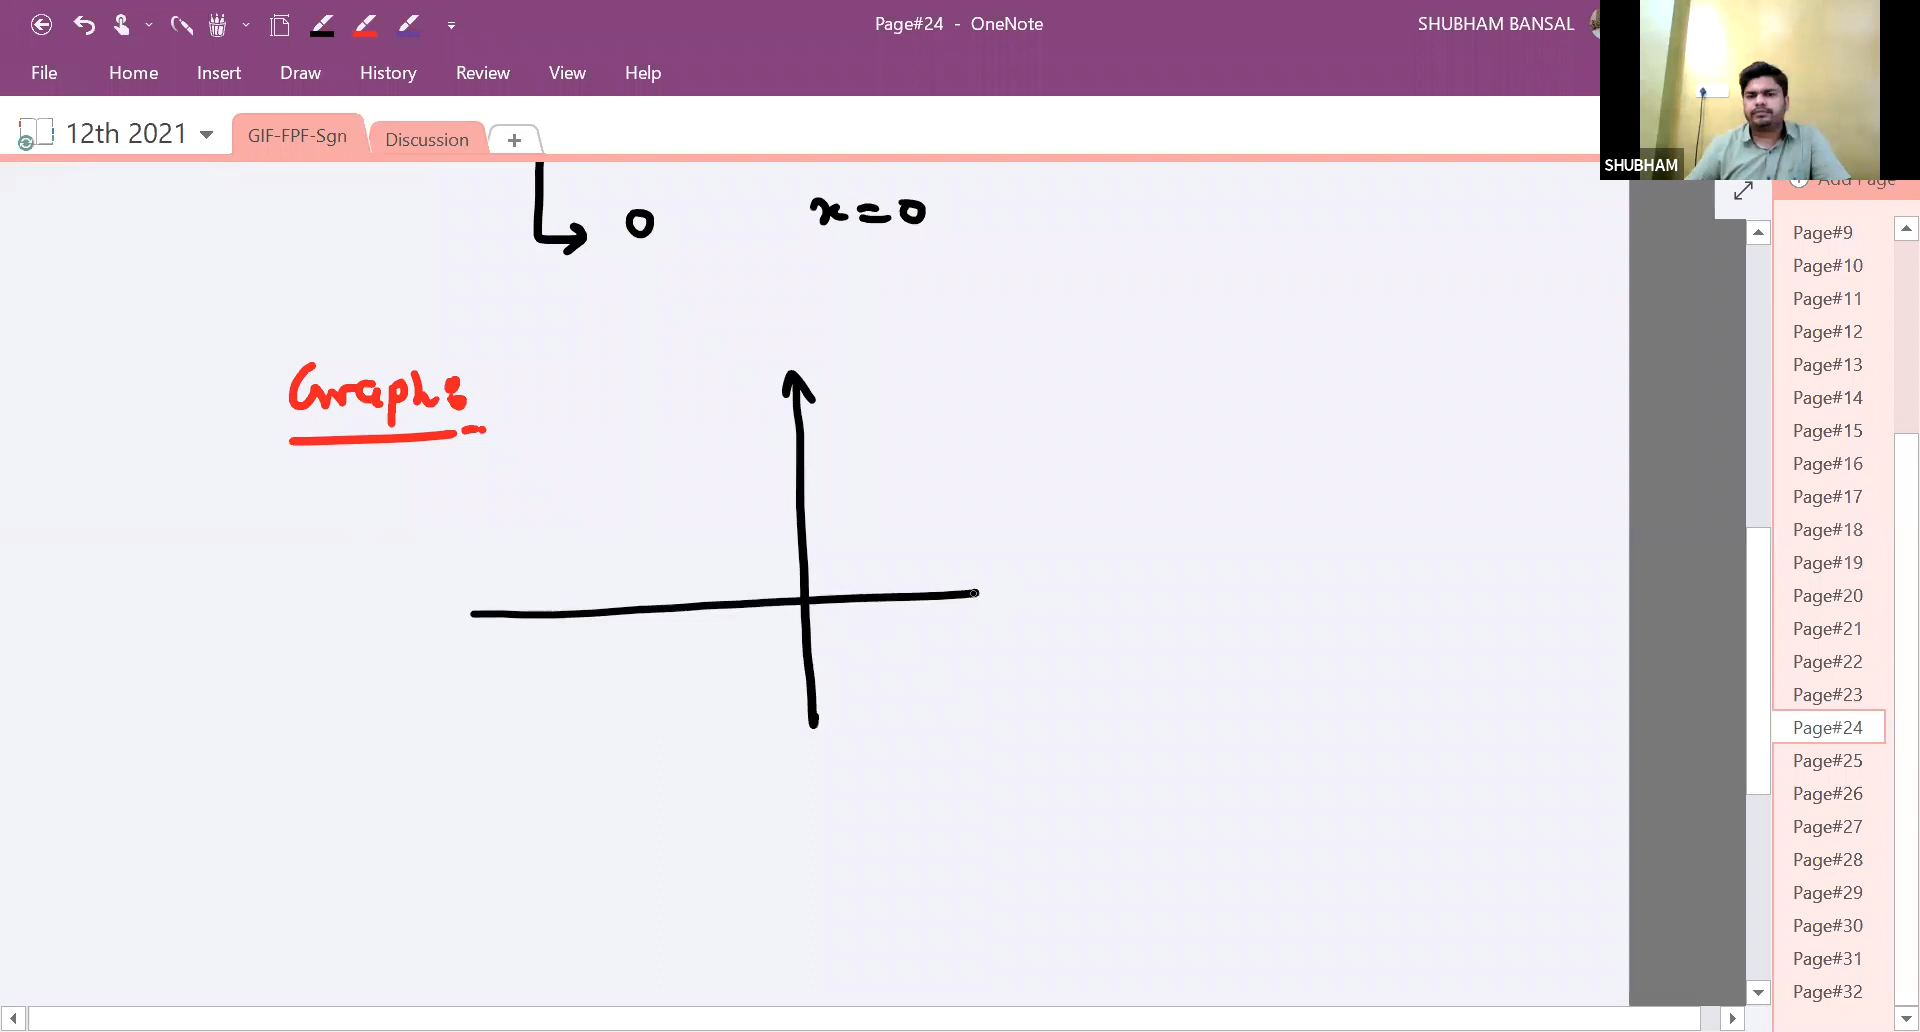 Page#24 - OneNote
SHUBHAM BANSAL
File Home Insert Draw History Review View Help
SHUBHAM
12th 2021
GIF-FPF-Sgn
Discussion
Add Page
0 x=0
Graph:
Page#9
Page#10
Page#11
Page#12
Page#13
Page#14
Page#15
Page#16
Page#17
Page#18
Page#19
Page#20
Page#21
Page#22
Page#23
Page#24
Page#25
Page#26
Page#27
Page#28
Page#29
Page#30
Page#31
Page#32